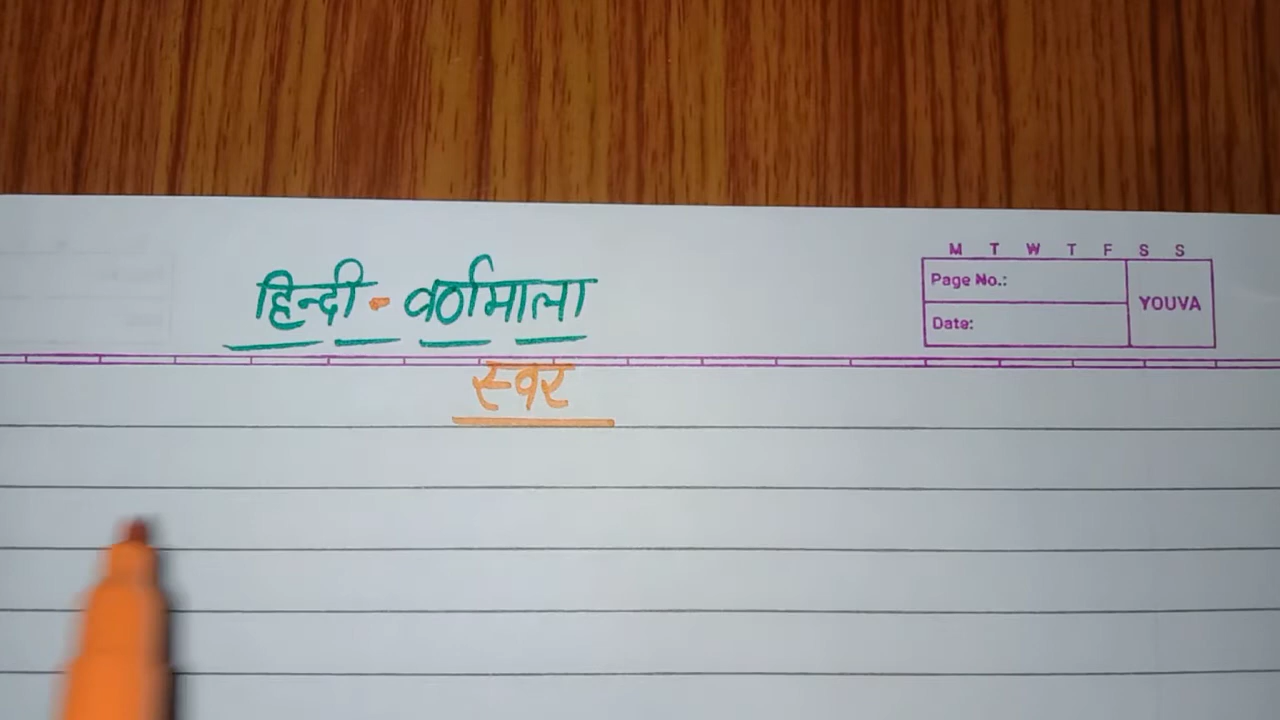 M T W T F S S
हिन्दी - वर्णमाला
Page No.:
YOUVA
Date:
स्वर